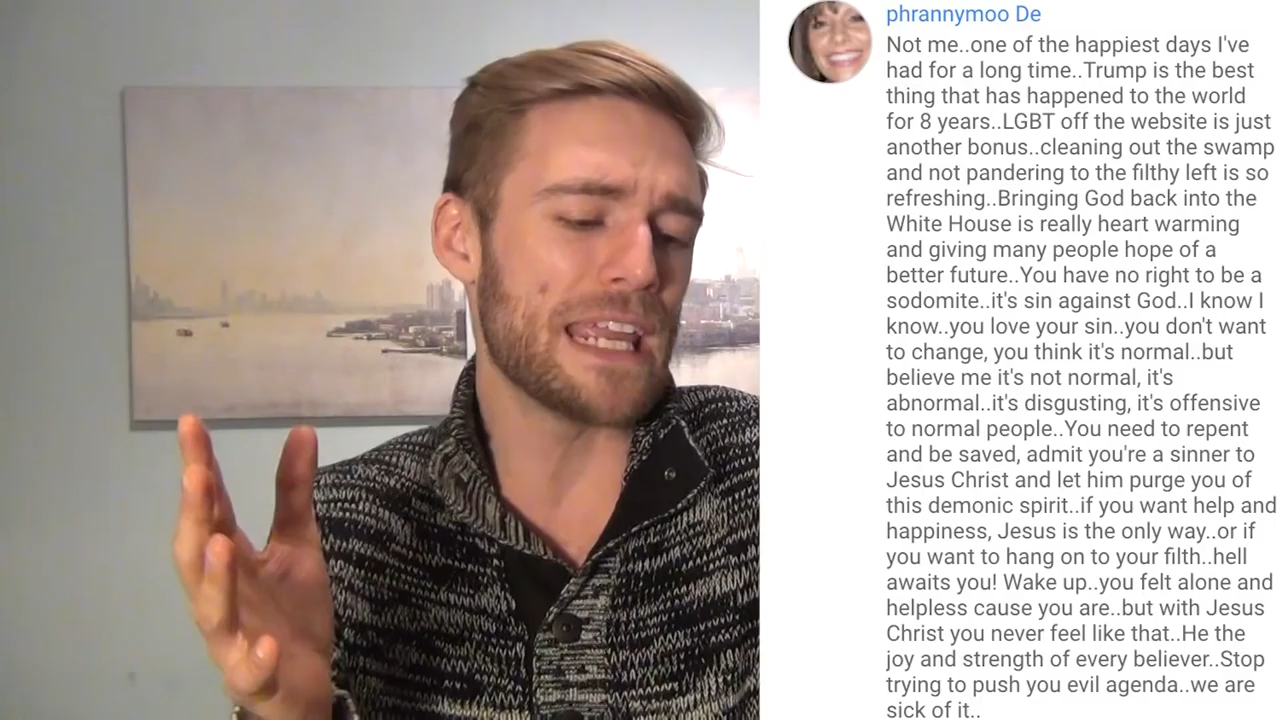 phrannymoo De
Not me..one of the happiest days I've
had for a long time..Trump is the best
thing that has happened to the world
for 8 years..LGBT off the website is just
another bonus..cleaning out the swamp
and not pandering to the filthy left is so
refreshing..Bringing God back into the
White House is really heart warming
and giving many people hope of a
better future..You have no right to be a
sodomite..it's sin against God..I know I
know..you love your sin..you don't want
to change, you think it's normal..but
believe me it's not normal, it's
abnormal..it's disgusting, it's offensive
to normal people..You need to repent
and be saved, admit you're a sinner to
Jesus Christ and let him purge you of
this demonic spirit..if you want help and
happiness, Jesus is the only way..or if
you want to hang on to your filth..hell
awaits you! Wake up..you felt alone and
helpless cause you are..but with Jesus
Christ you never feel like that..He the
joy and strength of every believer..Stop
trying to push you evil agenda..we are
sick of it..